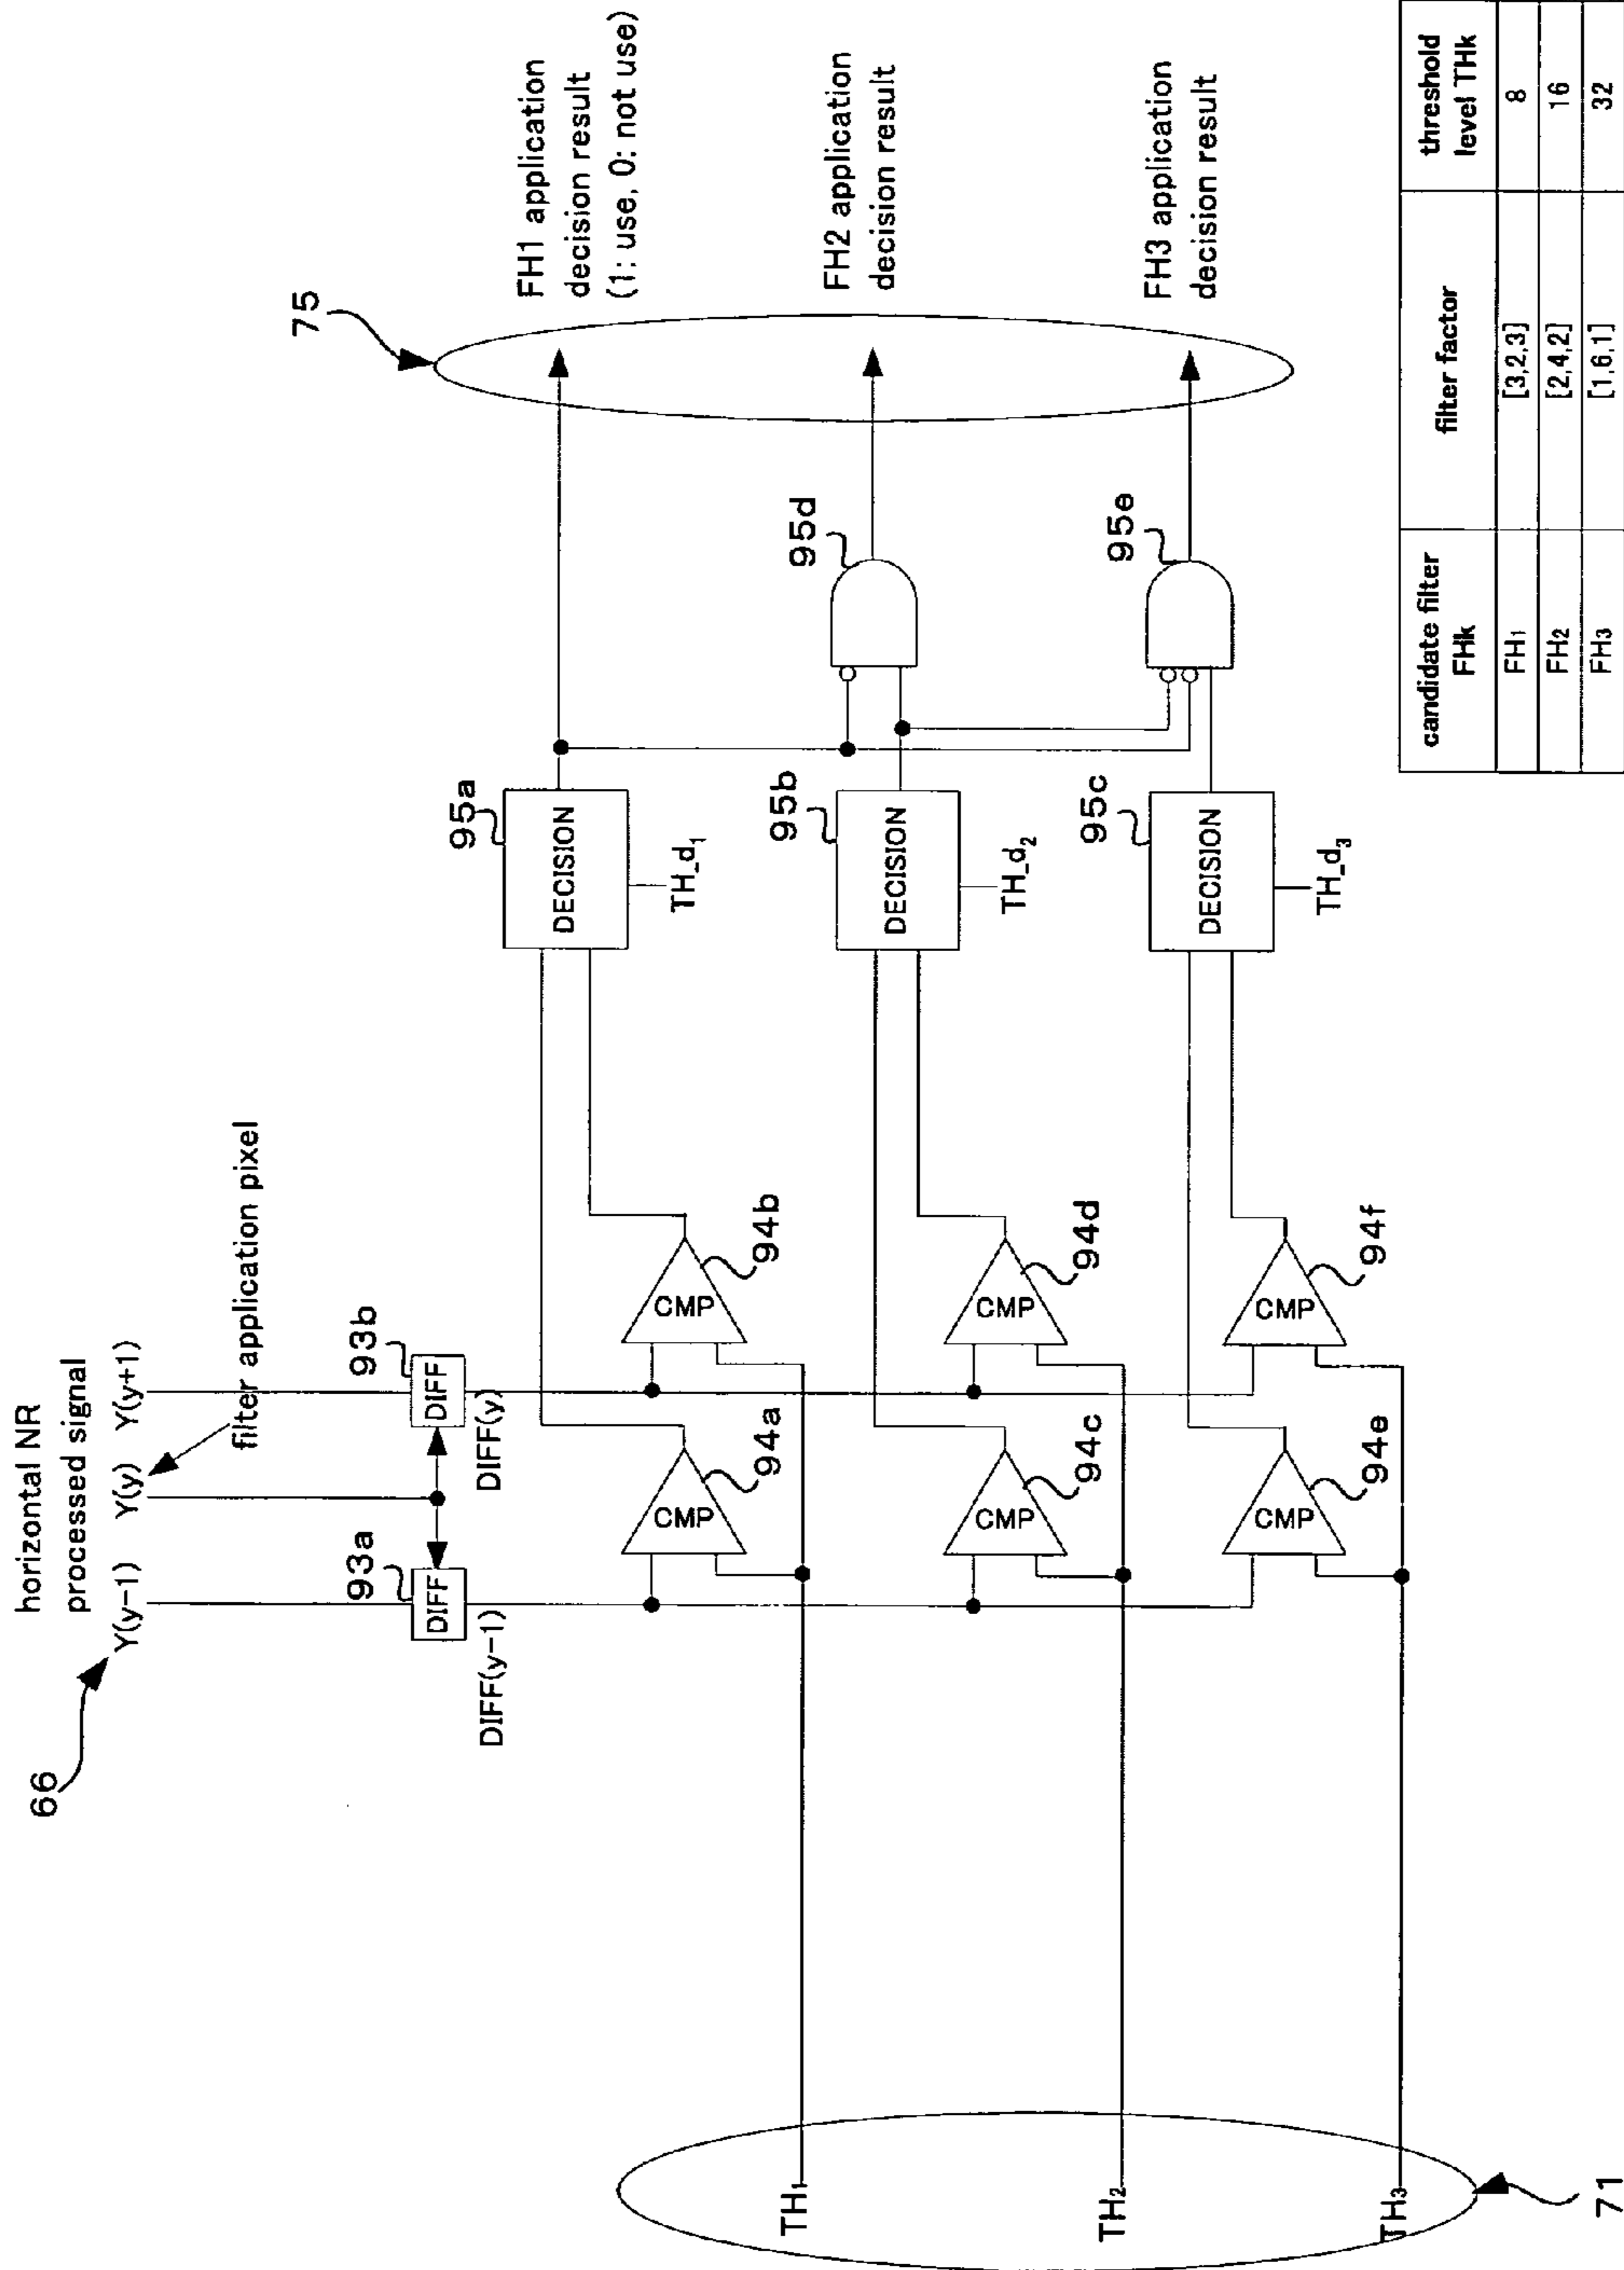 horizontal NR
processed signal
66
Y(y-1)
Y(y)
Y(y+1)
filter application pixel
93a
93b
DIFF
DIFF
DIFF(y-1)
DIFF(y)
75
CMP
94a
CMP
94b
95a
DECISION
TH_d1
FH1 application
decision result
(1: use, 0: not use)
CMP
94c
CMP
94d
95b
DECISION
TH_d2
95d
FH2 application
decision result
CMP
94e
CMP
94f
95c
DECISION
TH_d3
95e
FH3 application
decision result
TH1
TH2
TH3
71
candidate filter
FHk
filter factor
threshold
level THk
FH1
[3,2,3]
8
FH2
[2,4,2]
16
FH3
[1,6,1]
32